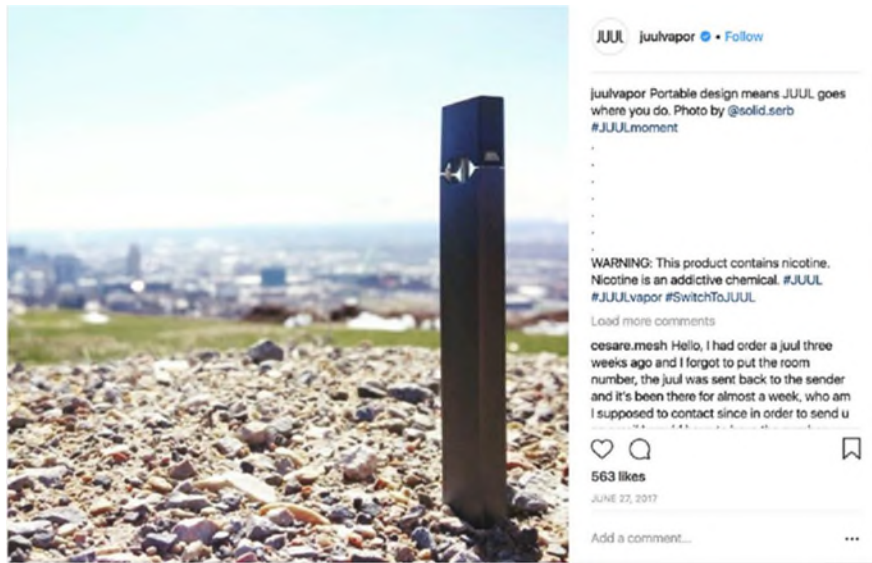 JUUL
juulvapor • Follow
juulvapor Portable design means JUUL goes
where you do. Photo by @solid.serb
#JUULmoment
.
.
.
.
.
.
.
WARNING: This product contains nicotine.
Nicotine is an addictive chemical. #JUUL
#JUULvapor #SwitchToJUUL
Load more comments
cesare.mesh Hello, I had order a juul three
weeks ago and I forgot to put the room
number, the juul was sent back to the sender
and it's been there for almost a week, who am
I supposed to contact since in order to send u
563 likes
JUNE 27, 2017
Add a comment...